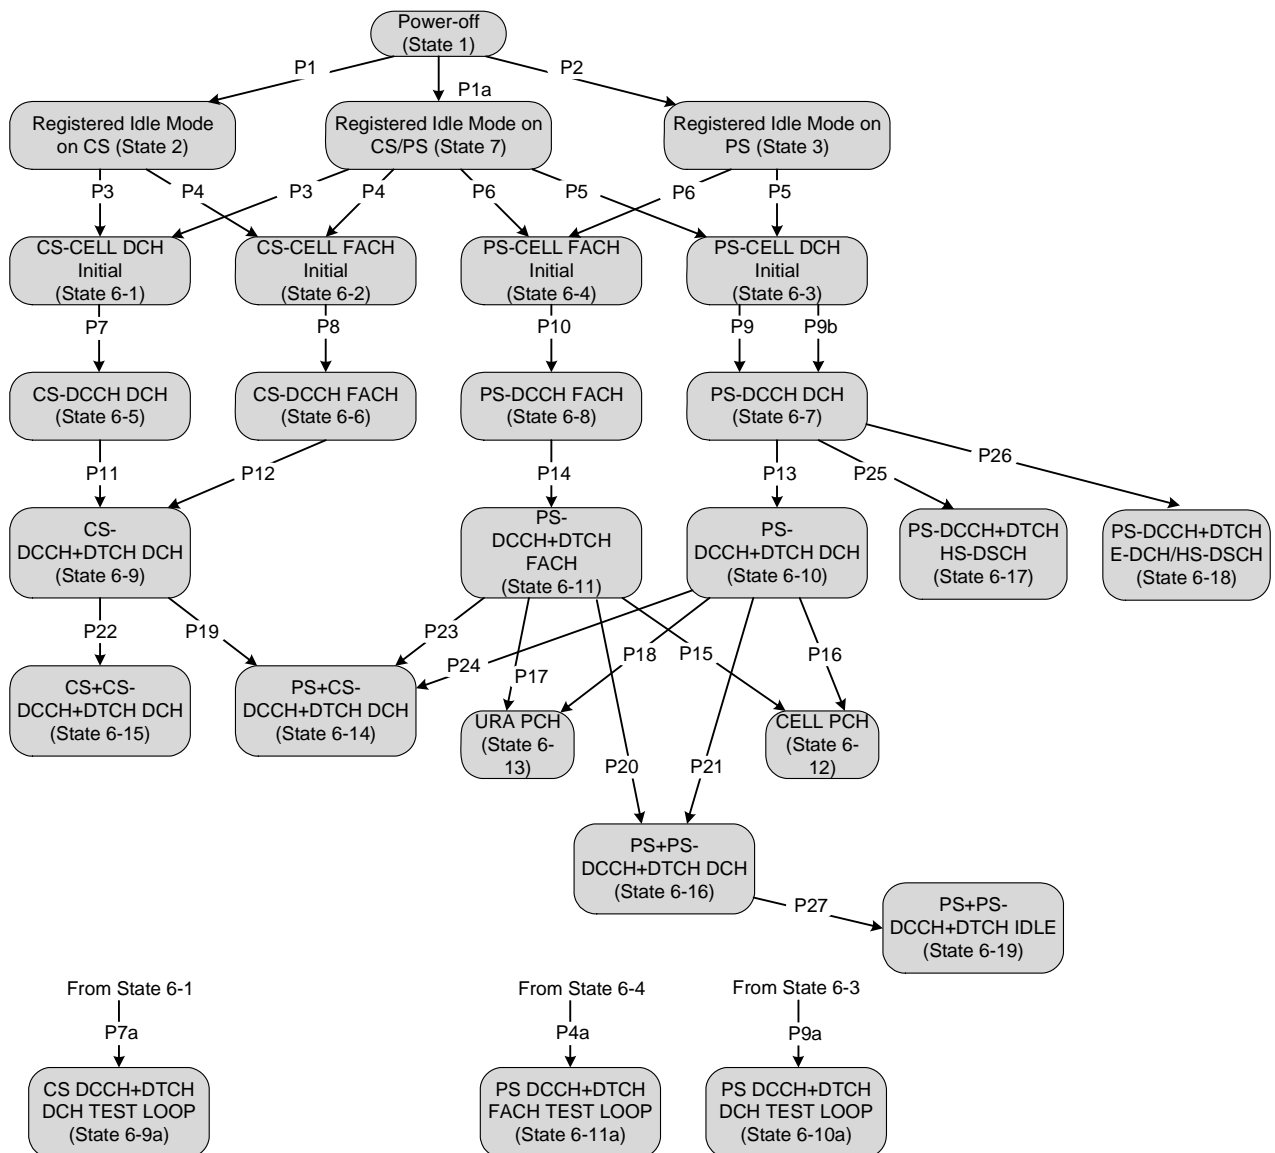 Power-off
(State 1)
P1
P1a
P2
Registered Idle Mode
on CS (State 2)
Registered Idle Mode on
CS/PS (State 7)
Registered Idle Mode on
PS (State 3)
P3
P4
P3
P4
P6
P5
P6
P5
CS-CELL DCH
Initial
(State 6-1)
CS-CELL FACH
Initial
(State 6-2)
PS-CELL FACH
Initial
(State 6-4)
PS-CELL DCH
Initial
(State 6-3)
P7
P8
P10
P9
P9b
CS-DCCH DCH
(State 6-5)
CS-DCCH FACH
(State 6-6)
PS-DCCH FACH
(State 6-8)
PS-DCCH DCH
(State 6-7)
P11
P12
P14
P13
P25
P26
CS-
DCCH+DTCH DCH
(State 6-9)
PS-
DCCH+DTCH
FACH
(State 6-11)
PS-
DCCH+DTCH DCH
(State 6-10)
PS-DCCH+DTCH
HS-DSCH
(State 6-17)
PS-DCCH+DTCH
E-DCH/HS-DSCH
(State 6-18)
P22
P19
P23
P24
P17
P18
P15
P16
CS+CS-
DCCH+DTCH DCH
(State 6-15)
PS+CS-
DCCH+DTCH DCH
(State 6-14)
URA PCH
(State 6-
13)
CELL PCH
(State 6-
12)
P20
P21
PS+PS-
DCCH+DTCH DCH
(State 6-16)
P27
PS+PS-
DCCH+DTCH IDLE
(State 6-19)
From State 6-1
P7a
CS DCCH+DTCH
DCH TEST LOOP
(State 6-9a)
From State 6-4
P4a
PS DCCH+DTCH
FACH TEST LOOP
(State 6-11a)
From State 6-3
P9a
PS DCCH+DTCH
DCH TEST LOOP
(State 6-10a)